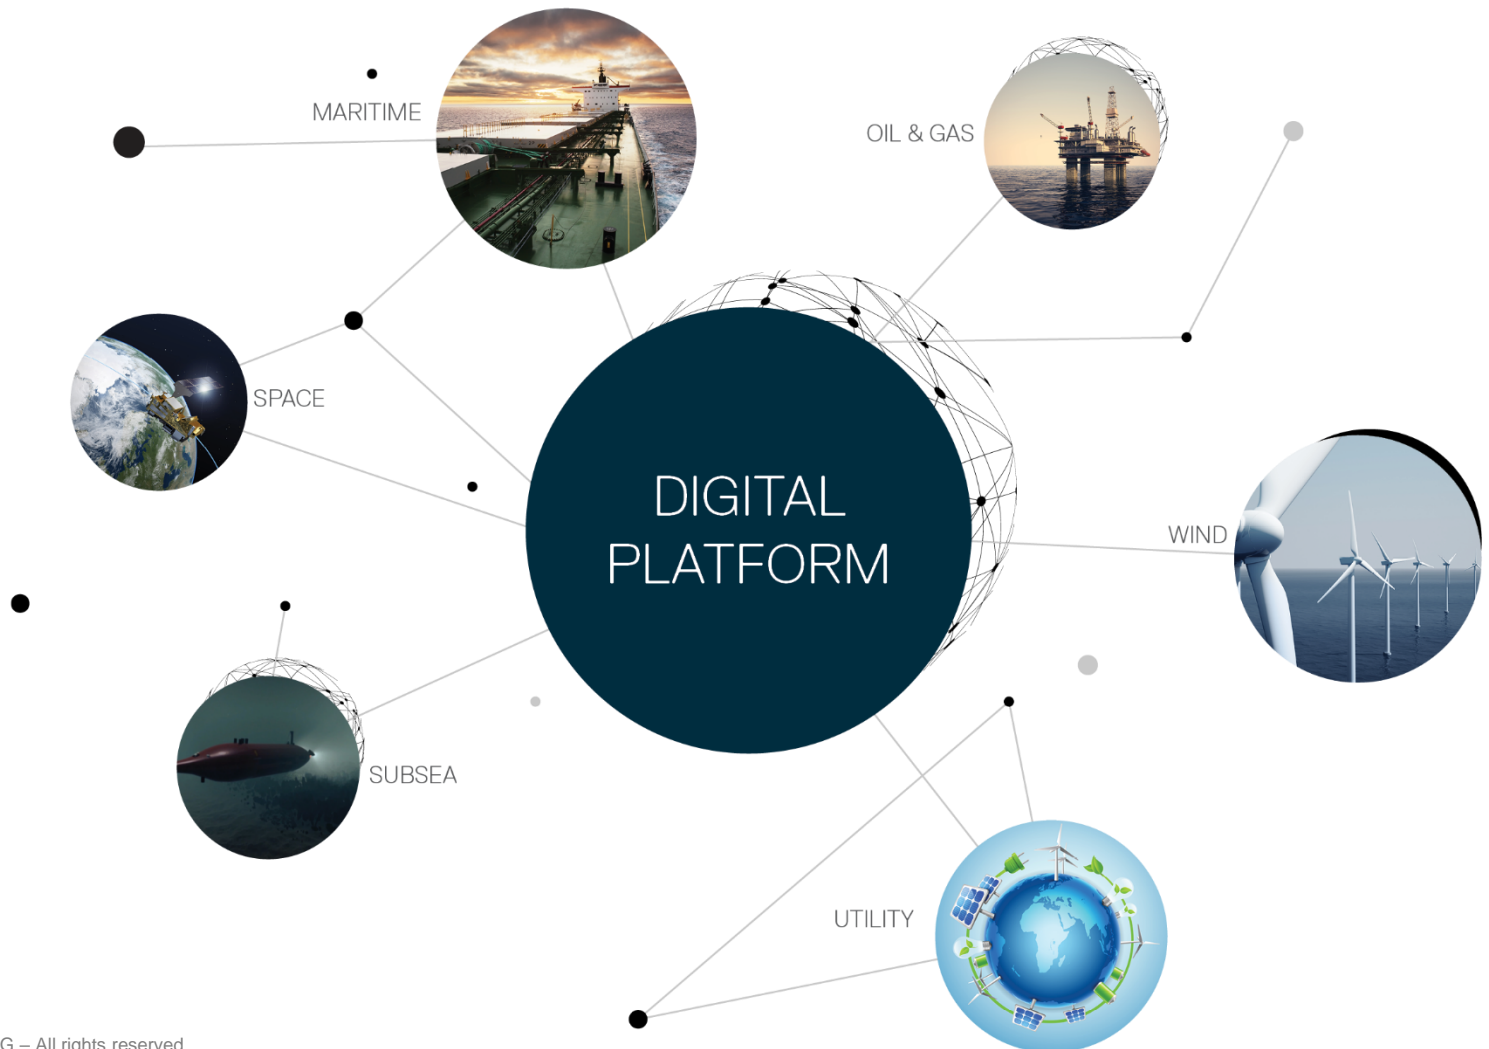 MARITIME
OIL & GAS
SPACE
DIGITAL
PLATFORM
WIND
SUBSEA
UTILITY
G – All rights reserved